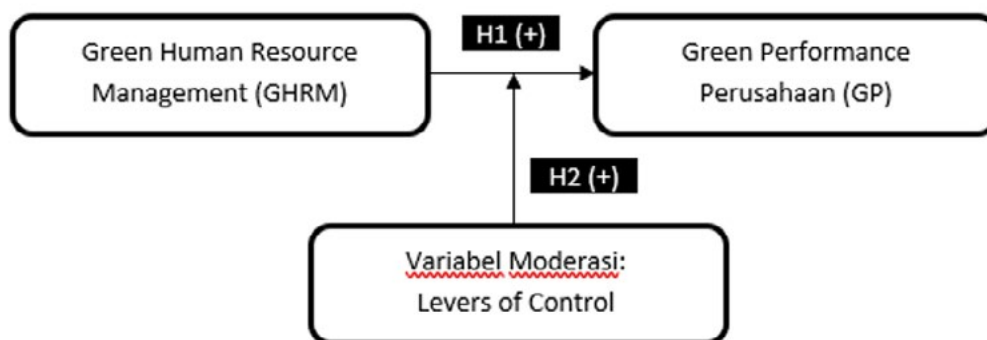 Green Human Resource
Management (GHRM)
H1 (+)
Green Performance
Perusahaan (GP)
H2 (+)
Variabel Moderasi:
Levers of Control